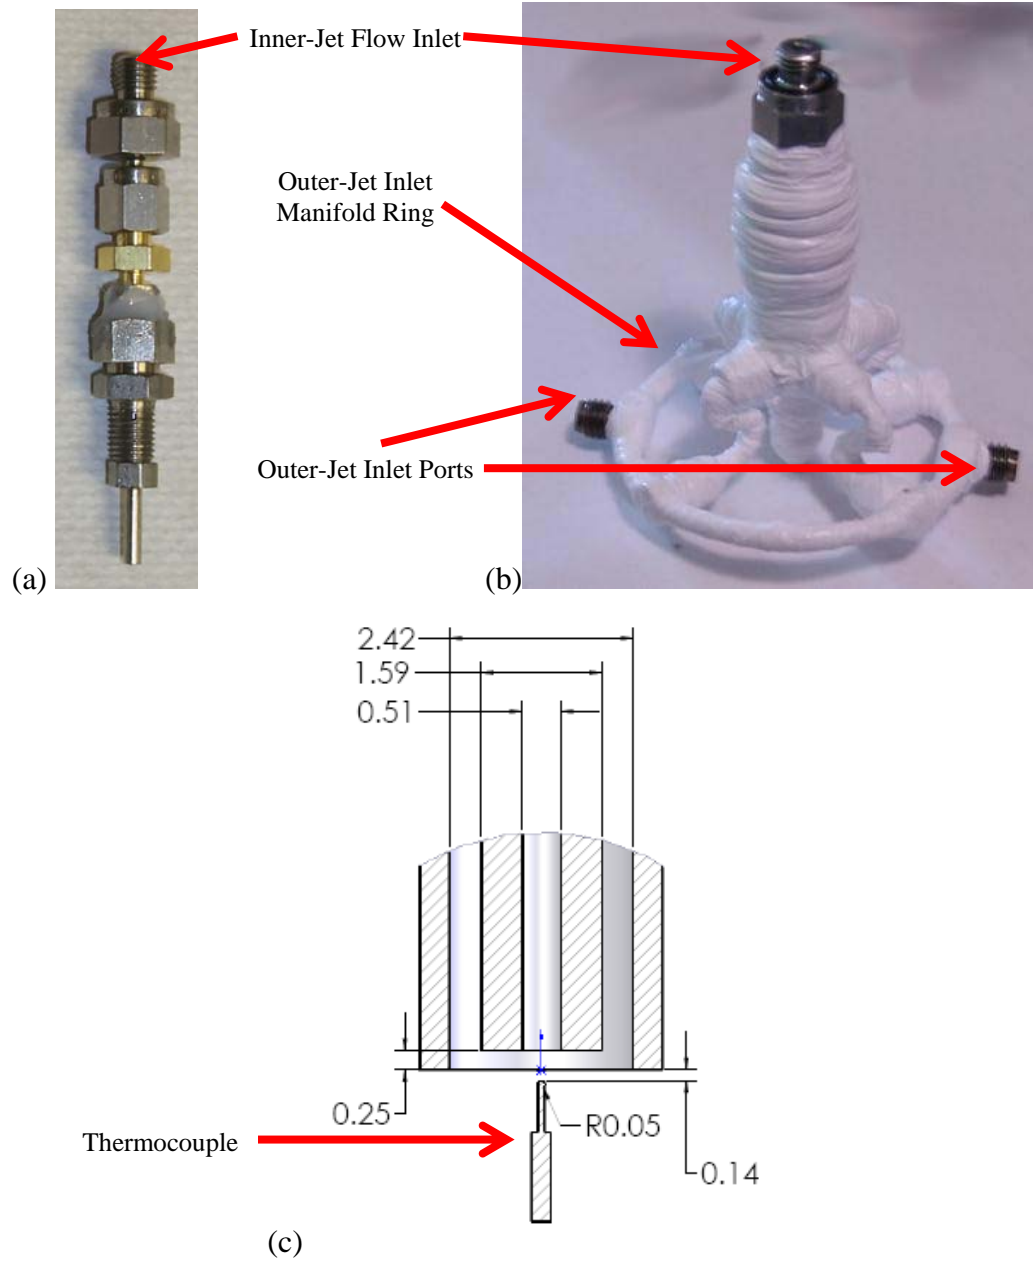 Inner-Jet Flow Inlet
Outer-Jet Inlet
Manifold Ring
Outer-Jet Inlet Ports
(a)
(b)
2.42
1.59
0.51
0.25
R0.05
Thermocouple
0.14
(c)